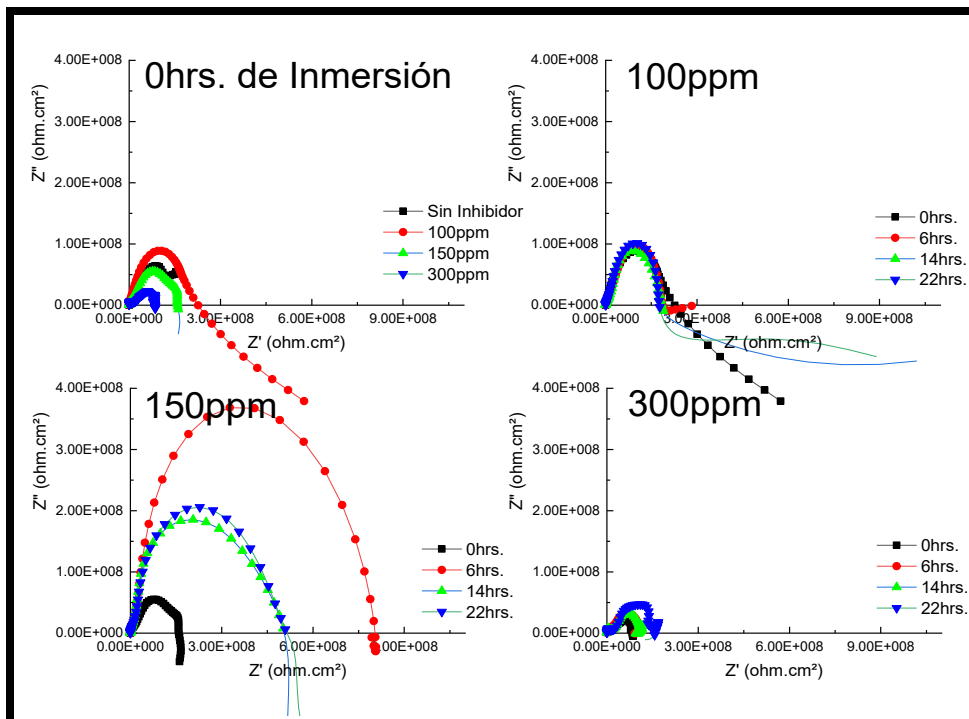 0hrs. de Inmersión
4.00E+008
3.00E+008
2.00E+008
1.00E+008
0.00E+000
Z" (ohm.cm²)
Sin Inhibidor
100ppm
150ppm
300ppm
0.00E+000 3.00E+008 6.00E+008 9.00E+008
Z' (ohm.cm²)
100ppm
4.00E+008
3.00E+008
2.00E+008
1.00E+008
0.00E+000
Z" (ohm.cm²)
0hrs.
6hrs.
14hrs.
22hrs.
0.00E+000 3.00E+008 6.00E+008 9.00E+008
Z' (ohm.cm²)
150ppm
4.00E+008
3.00E+008
2.00E+008
1.00E+008
0.00E+000
Z" (ohm.cm²)
0hrs.
6hrs.
14hrs.
22hrs.
0.00E+000 3.00E+008 6.00E+008 9.00E+008
Z' (ohm.cm²)
300ppm
4.00E+008
3.00E+008
2.00E+008
1.00E+008
0.00E+000
Z" (ohm.cm²)
0hrs.
6hrs.
14hrs.
22hrs.
0.00E+000 3.00E+008 6.00E+008 9.00E+008
Z' (ohm.cm²)